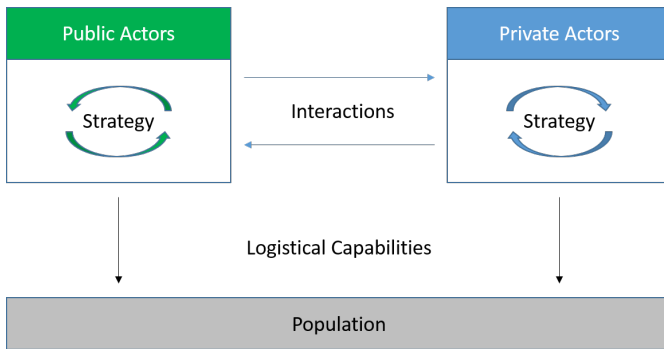 Public Actors
Private Actors
Strategy
Interactions
Strategy
Logistical Capabilities
Population